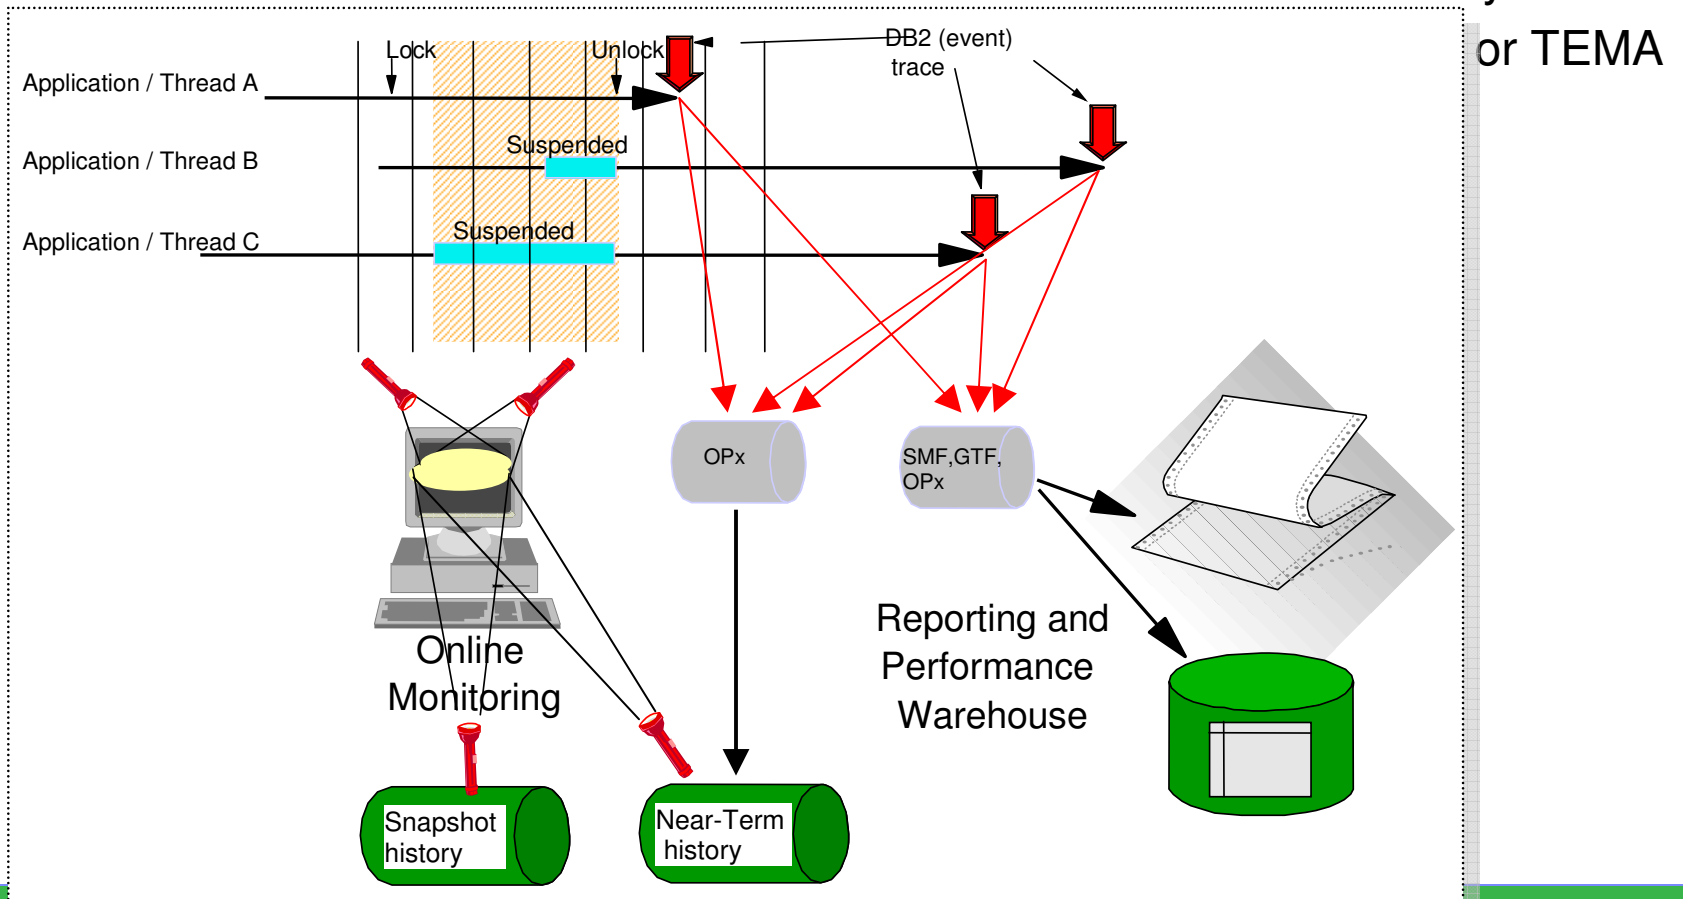 or TEMA
Lock
Unlock
DB2 (event)
trace
Application / Thread A
Suspended
Application / Thread B
Suspended
Application / Thread C
OPx
SMF,GTF,
OPx
Online
Monitoring
Reporting and
Performance
Warehouse
Snapshot
history
Near-Term
history